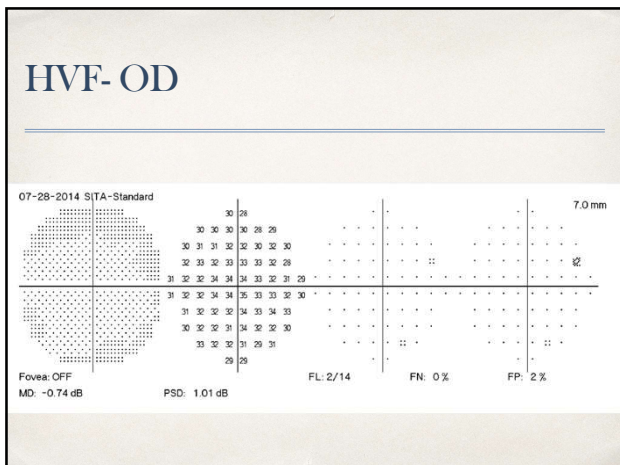 HVF- OD
07-28-2014 SITA-Standard
7.0 mm
30 28
30 30 30 30 28 29
30 31 31 32 32 30 32 30
32 33 32 33 33 33 32 28
31 32 32 34 34 34 33 32 31 29
31 32 32 34 34 35 33 33 32 30
31 32 32 32 34 33 34 33
30 32 32 31 34 32 32 30
33 32 32 31 29 31
29 29
Fovea: OFF
FL: 2/14
FN: 0 %
FP: 2 %
MD: -0.74 dB
PSD: 1.01 dB